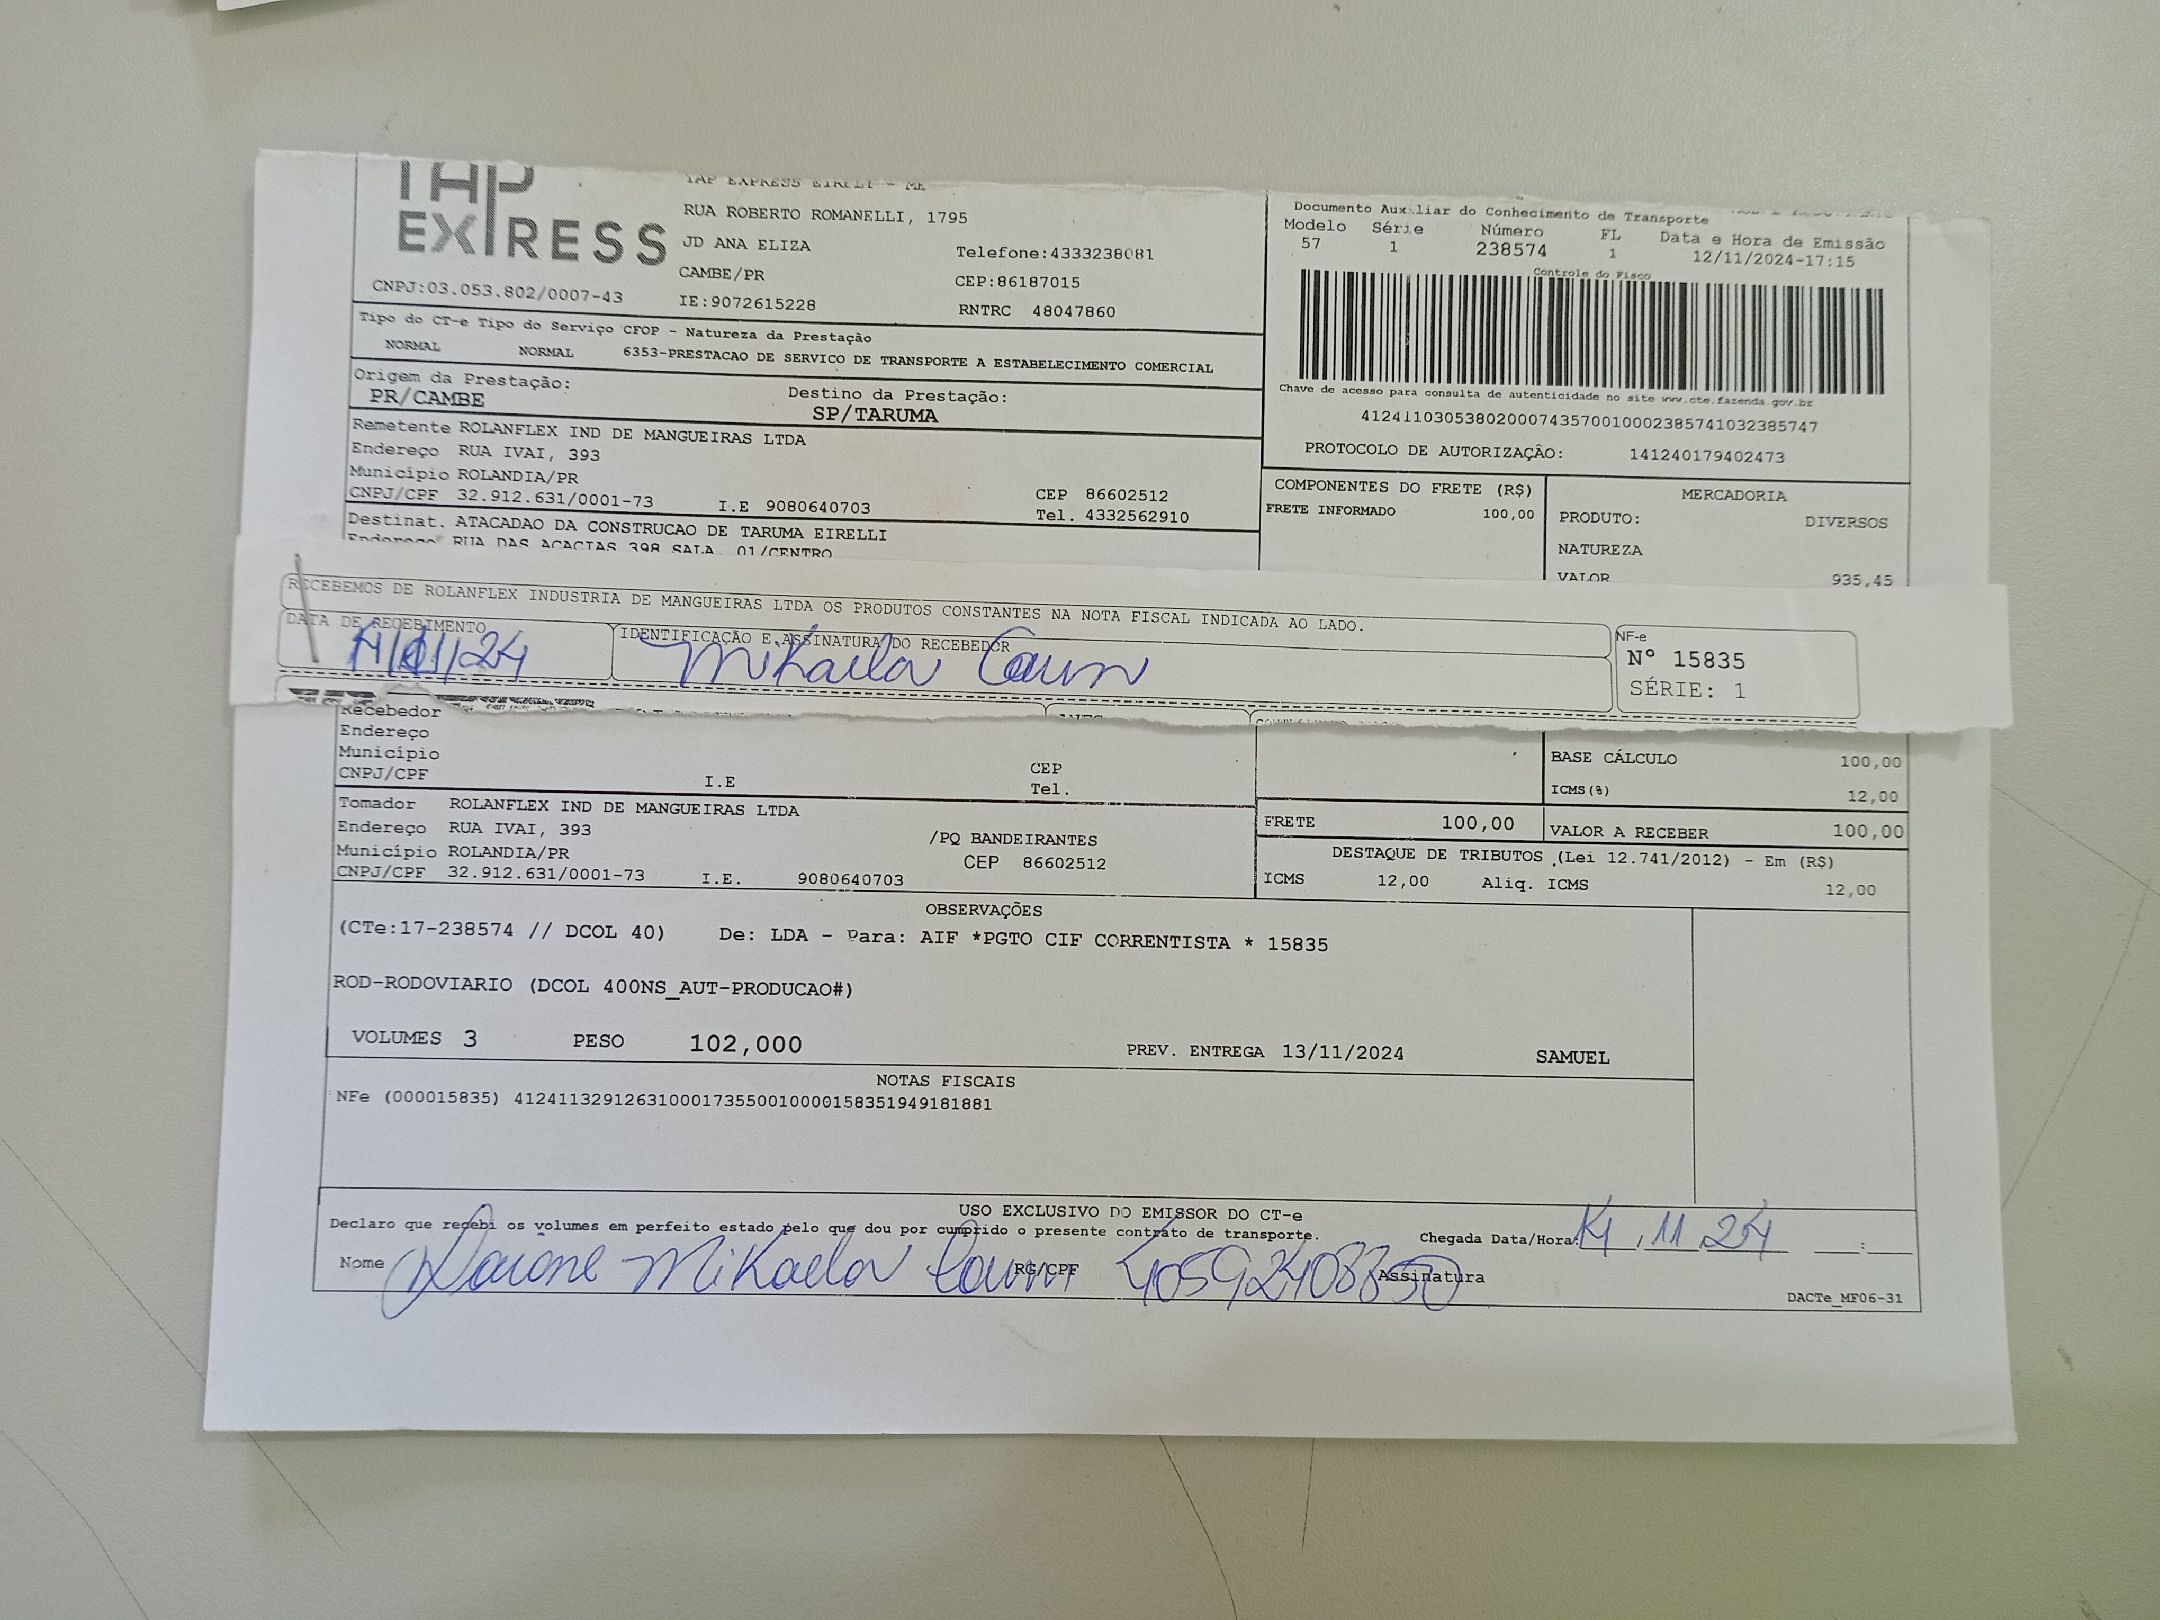 TAP
EXPRESS
TAP EXPRESS EIRELI - ME
RUA ROBERTO ROMANELLI, 1795
JD ANA ELIZA
Telefone:4333238081
CAMBE/PR
CEP:86187015
CNPJ:03.053.802/0007-43
IE:9072615228
RNTRC 48047860
Documento Auxiliar do Conhecimento de Transporte
Modelo Série Número FL Data e Hora de Emissão
57 1 238574 1 12/11/2024-17:15
Controle do Fisco
Chave de acesso para consulta de autenticidade no site www.cte.fazenda.gov.br
41241103053802000743570010002385741032385747
PROTOCOLO DE AUTORIZAÇÃO: 141240179402473
Tipo do CT-e Tipo do Serviço CFOP - Natureza da Prestação
NORMAL NORMAL 6353-PRESTACAO DE SERVICO DE TRANSPORTE A ESTABELECIMENTO COMERCIAL
Origem da Prestação: Destino da Prestação:
PR/CAMBE SP/TARUMA
Remetente ROLANFLEX IND DE MANGUEIRAS LTDA
Endereço RUA IVAI, 393
Município ROLANDIA/PR CEP 86602512
CNPJ/CPF 32.912.631/0001-73 I.E 9080640703 Tel. 4332562910
Destinat. ATACADAO DA CONSTRUCAO DE TARUMA EIRELLI
Endereço RUA DAS ACACIAS 398 SALA 01/CENTRO
COMPONENTES DO FRETE (R$) MERCADORIA
FRETE INFORMADO 100,00 PRODUTO: DIVERSOS
NATUREZA
VALOR 935,45
RECEBEMOS DE ROLANFLEX INDUSTRIA DE MANGUEIRAS LTDA OS PRODUTOS CONSTANTES NA NOTA FISCAL INDICADA AO LADO.
DATA DE RECEBIMENTO IDENTIFICAÇÃO E ASSINATURA DO RECEBEDOR
Mikaela
NF-e
Nº 15835
SÉRIE: 1
Recebedor
Endereço
Município
CNPJ/CPF I.E
CEP
Tel.
BASE CÁLCULO 100,00
ICMS(%) 12,00
Tomador ROLANFLEX IND DE MANGUEIRAS LTDA
Endereço RUA IVAI, 393 /PQ BANDEIRANTES
Município ROLANDIA/PR CEP 86602512
CNPJ/CPF 32.912.631/0001-73 I.E. 9080640703
FRETE 100,00 VALOR A RECEBER 100,00
DESTAQUE DE TRIBUTOS (Lei 12.741/2012) - Em (R$)
ICMS 12,00 Aliq. ICMS 12,00
OBSERVAÇÕES
(CTe:17-238574 // DCOL 40) De: LDA - Para: AIF *PGTO CIF CORRENTISTA * 15835
ROD-RODOVIARIO (DCOL 400NS_AUT-PRODUCAO#)
VOLUMES 3 PESO 102,000 PREV. ENTREGA 13/11/2024 SAMUEL
NOTAS FISCAIS
NFe (000015835) 41241132912631000173550010000158351949181881
USO EXCLUSIVO DO EMISSOR DO CT-e
Declaro que recebi os volumes em perfeito estado pelo que dou por cumprido o presente contrato de transporte.
Chegada Data/Hora: 14 11 24 :
Nome Daiane Mikaela RG/CPF Assinatura
DACTe_MF06-31